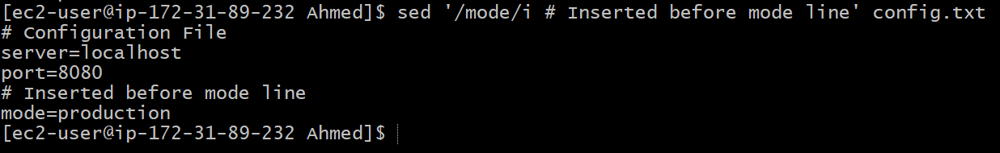 [ec2-user@ip-172-31-89-232 Ahmed]$ sed '/mode/i # Inserted before mode line' config.txt
# Configuration File
server=localhost
port=8080
# Inserted before mode line
mode=production
[ec2-user@ip-172-31-89-232 Ahmed]$